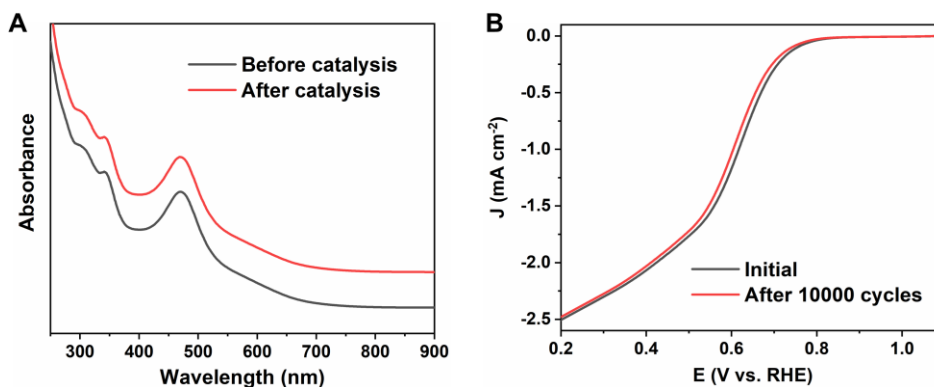 A
Before catalysis
After catalysis
Absorbance
250 300 400 500 600 700 800 900
Wavelength (nm)
B
0.0
-0.5
-1.0
-1.5
-2.0
-2.5
J (mA cm⁻²)
Initial
After 10000 cycles
0.2 0.4 0.6 0.8 1.0
E (V vs. RHE)